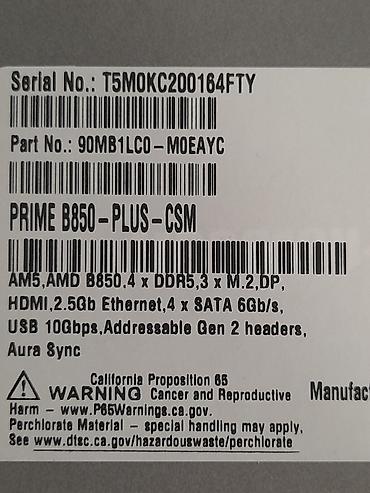 Serial No.: T5M0KC200164FTY
Part No.: 90MB1LC0-M0EAYC
PRIME B850-PLUS-CSM
AM5,AMD B850,4 x DDR5,3 x M.2,DP,
HDMI,2.5Gb Ethernet,4 x SATA 6Gb/s,
USB 10Gbps,Addressable Gen 2 headers,
Aura Sync
California Proposition 65
WARNING Cancer and Reproductive
Harm - www.P65Warnings.ca.gov.
Perchlorate Material - special handling may apply,
See www.dtsc.ca.gov/hazardouswaste/perchlorate
Manufact